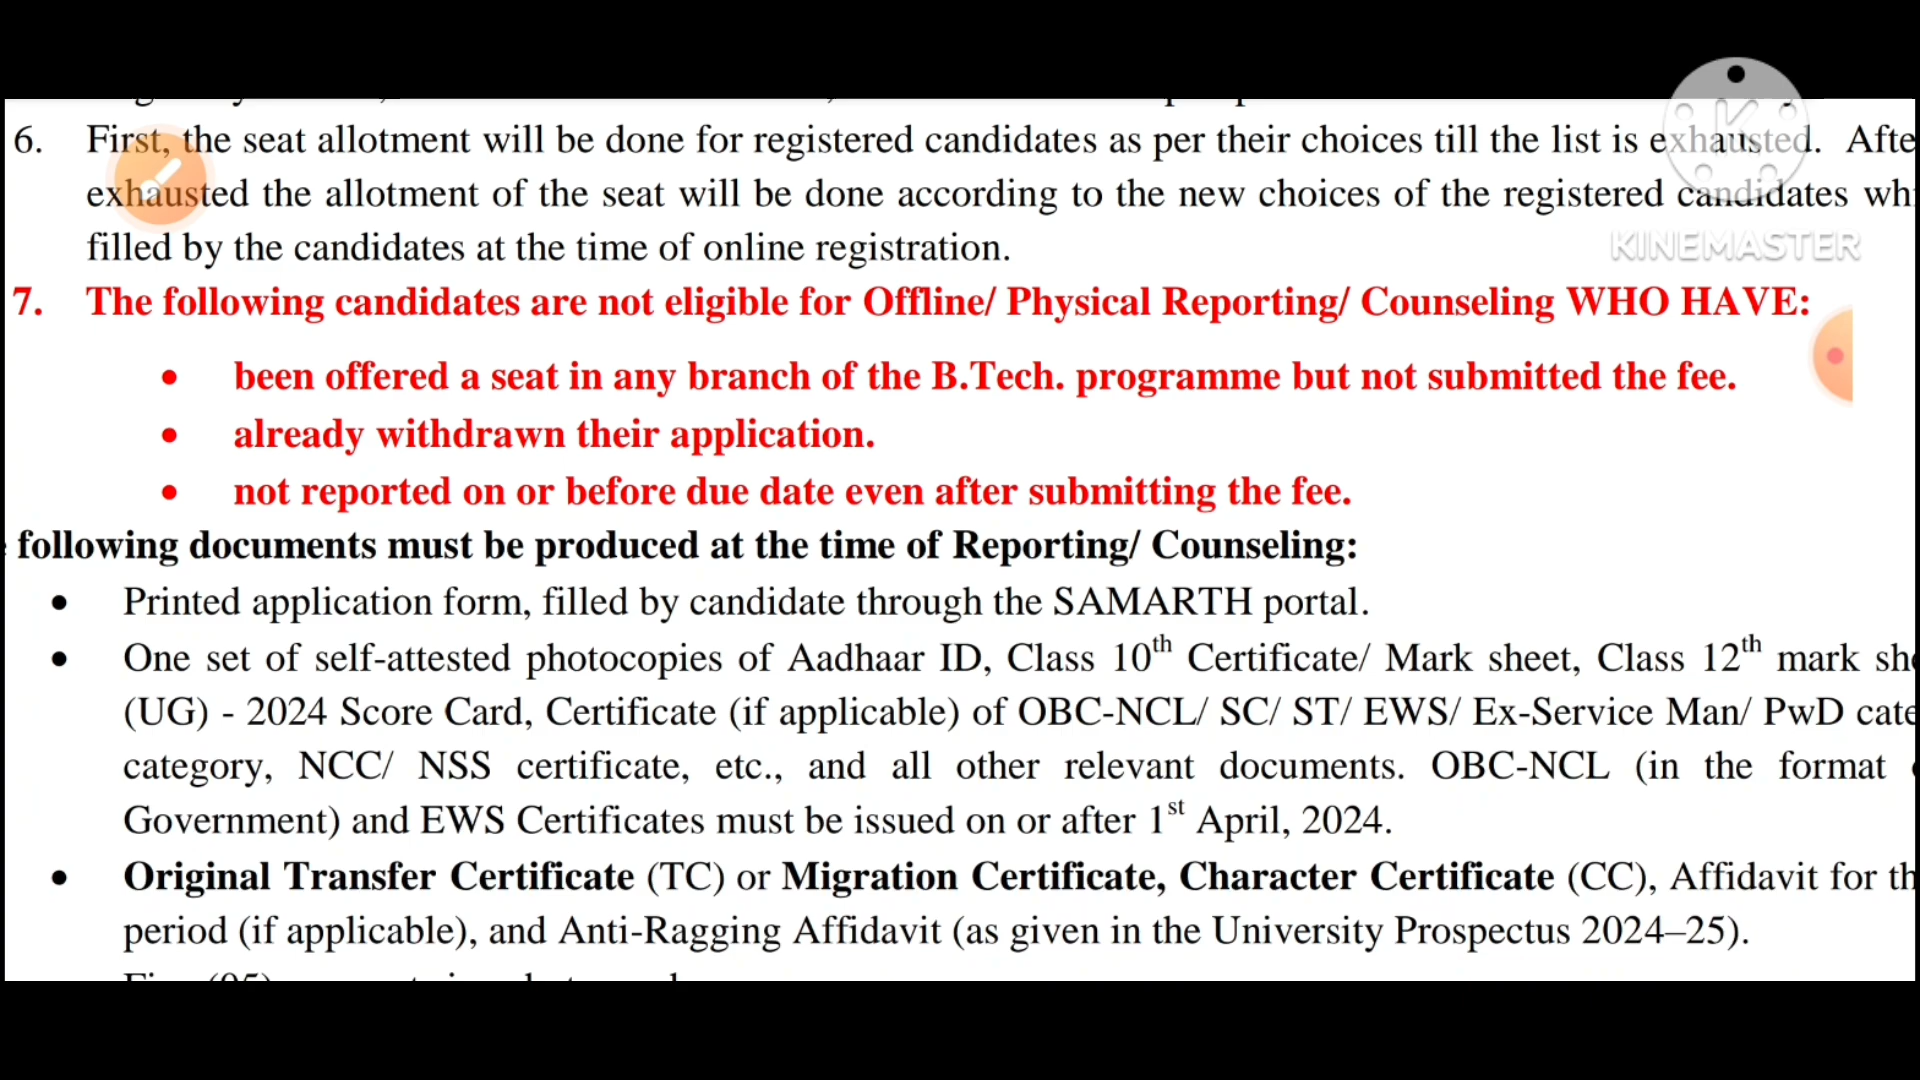 6. First, the seat allotment will be done for registered candidates as per their choices till the list is exhausted. Afte
exhausted the allotment of the seat will be done according to the new choices of the registered candidates wh
filled by the candidates at the time of online registration.
KINEMASTER
7. The following candidates are not eligible for Offline/ Physical Reporting/ Counseling WHO HAVE:
• been offered a seat in any branch of the B.Tech. programme but not submitted the fee.
• already withdrawn their application.
• not reported on or before due date even after submitting the fee.
following documents must be produced at the time of Reporting/ Counseling:
• Printed application form, filled by candidate through the SAMARTH portal.
• One set of self-attested photocopies of Aadhaar ID, Class 10th Certificate/ Mark sheet, Class 12th mark she
(UG) - 2024 Score Card, Certificate (if applicable) of OBC-NCL/ SC/ ST/ EWS/ Ex-Service Man/ PwD cate
category, NCC/ NSS certificate, etc., and all other relevant documents. OBC-NCL (in the format
Government) and EWS Certificates must be issued on or after 1st April, 2024.
• Original Transfer Certificate (TC) or Migration Certificate, Character Certificate (CC), Affidavit for th
period (if applicable), and Anti-Ragging Affidavit (as given in the University Prospectus 2024–25).